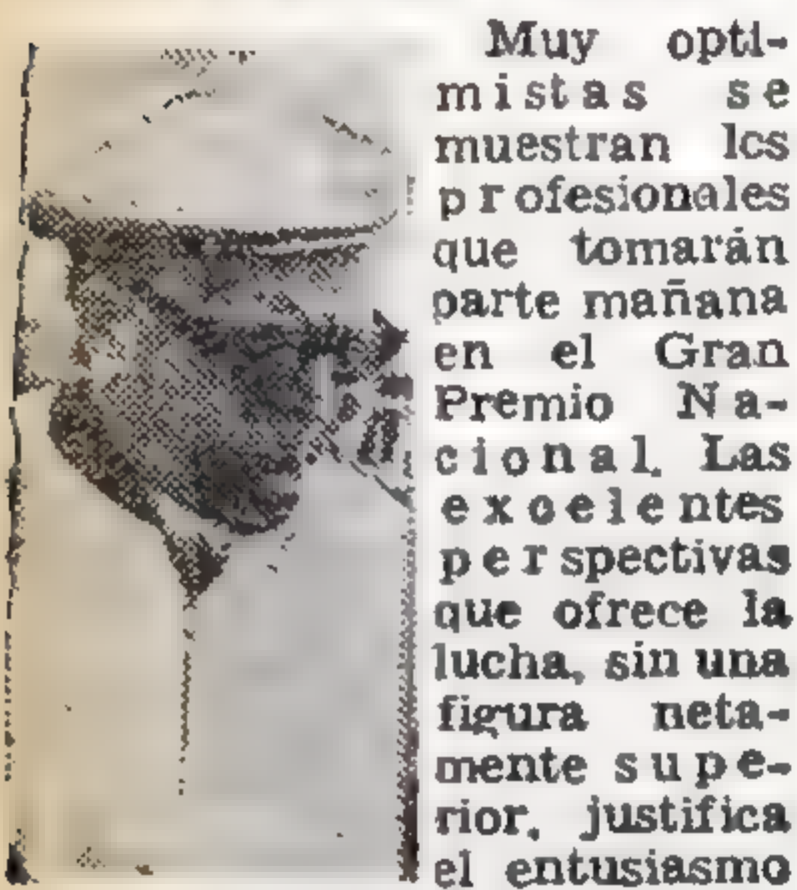 Muy opti-
mistas se
muestran los
profesionales
que tomarán
parte mañana
en el Gran
Premio Na-
cional. Las
excelentes
perspectivas
que ofrece la
lucha, sin una
figura neta-
mente supe-
rior, justifica
el entusiasmo